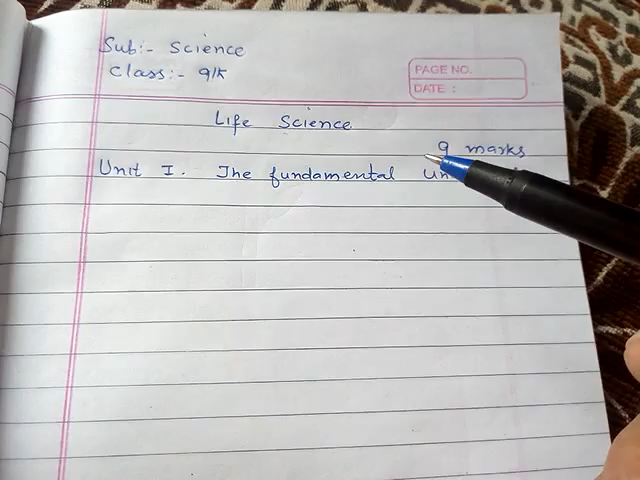 Sub:- Science
Class:- 9th
PAGE NO.
DATE :
Life Science
9 marks
Unit I. The fundamental